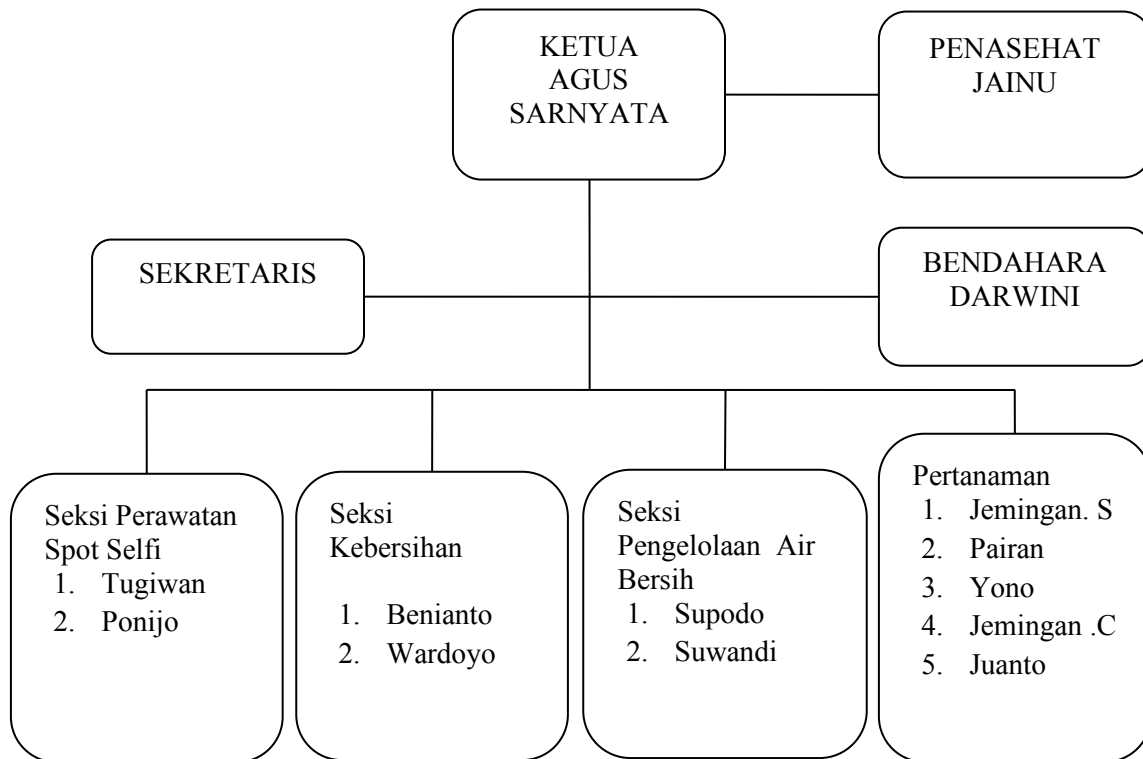 KETUA
AGUS
SARNYATA
PENASEHAT
JAINU
SEKRETARIS
BENDAHARA
DARWINI
Seksi Perawatan
Spot Selfi
1. Tugiwan
2. Ponijo
Seksi
Kebersihan
1. Benianto
2. Wardoyo
Seksi
Pengelolaan Air
Bersih
1. Supodo
2. Suwandi
Pertanaman
1. Jemingan. S
2. Pairan
3. Yono
4. Jemingan .C
5. Juanto